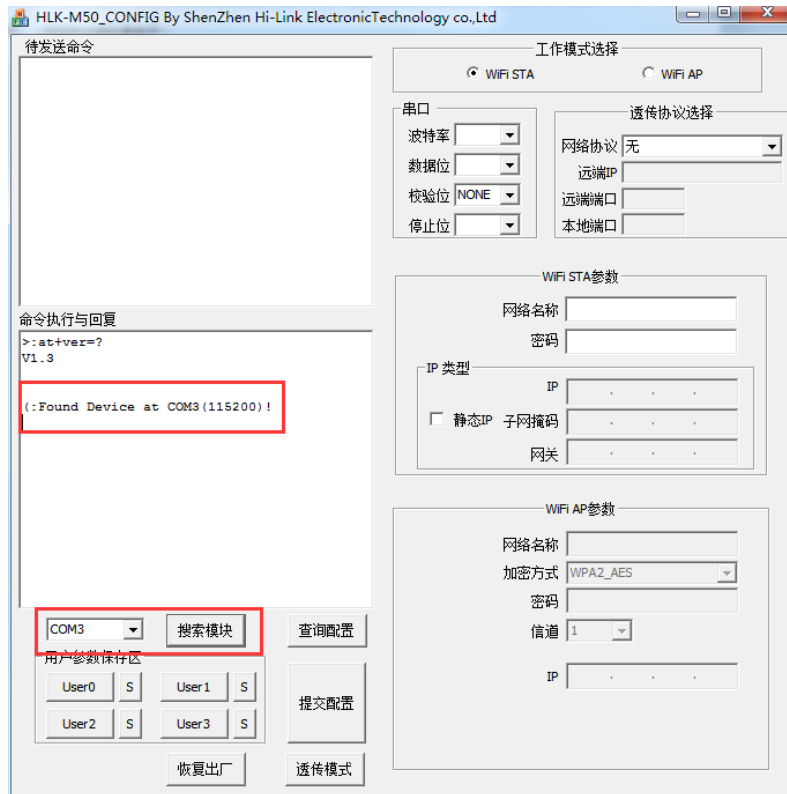 HLK-M50_CONFIG By ShenZhen Hi-Link ElectronicTechnology co.,Ltd
待发送命令
工作模式选择
WiFi STA
WiFi AP
串口
波特率
数据位
校验位 NONE
停止位
透传协议选择
网络协议 无
远端IP
远端端口
本地端口
WiFi STA参数
网络名称
密码
IP 类型
IP
静态IP 子网掩码
网关
命令执行与回复
>:at+ver=?
V1.3
(:Found Device at COM3(115200)!
WiFi AP参数
网络名称
加密方式 WPA2_AES
密码
信道 1
IP
COM3 搜索模块 查询配置
用户参数保存区
User0 S User1 S
提交配置
User2 S User3 S
恢复出厂 透传模式